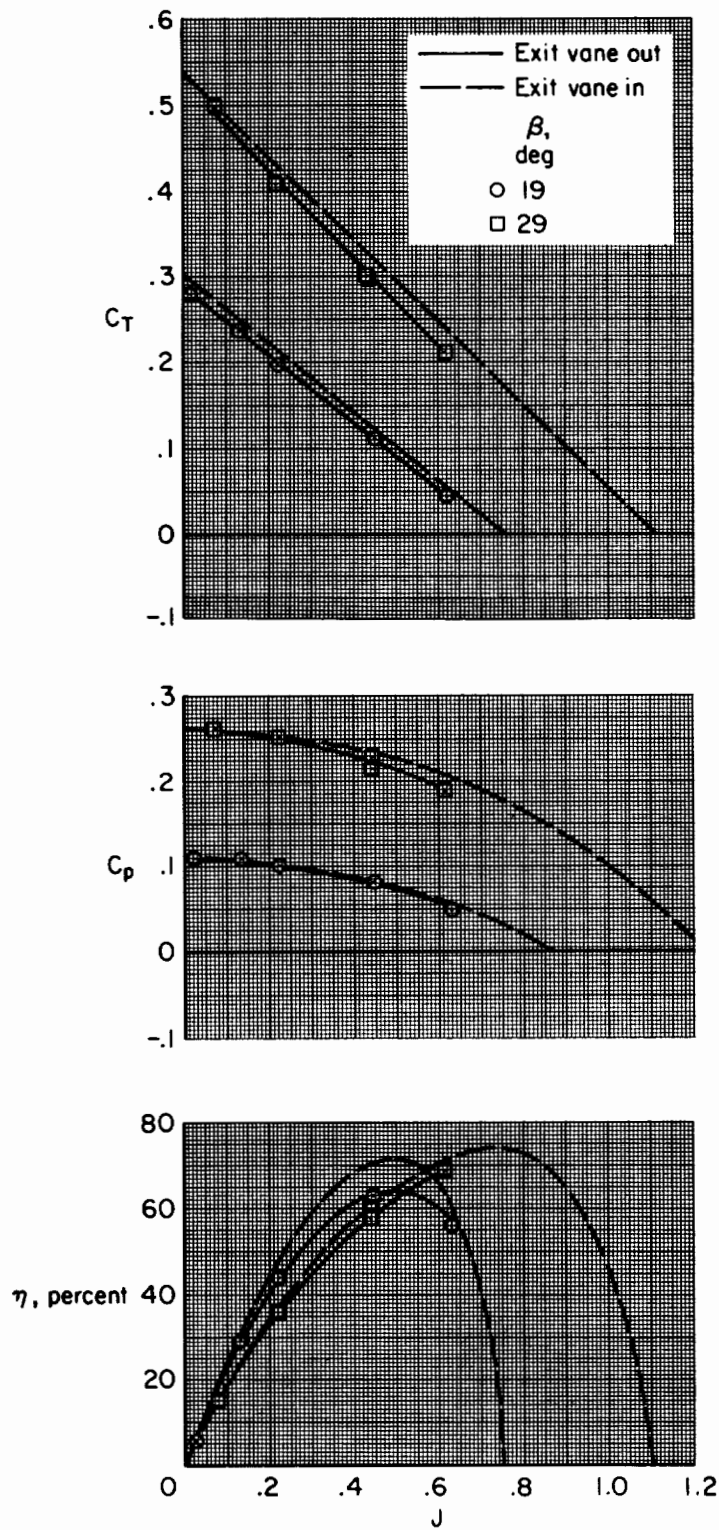 .6
Exit vane out
Exit vane in
β,
deg
19
29
.5
.4
.3
C_T
.2
.1
0
-.1
.3
.2
C_p
.1
0
-.1
80
60
η, percent
40
20
0 .2 .4 .6 .8 1.0 1.2
J